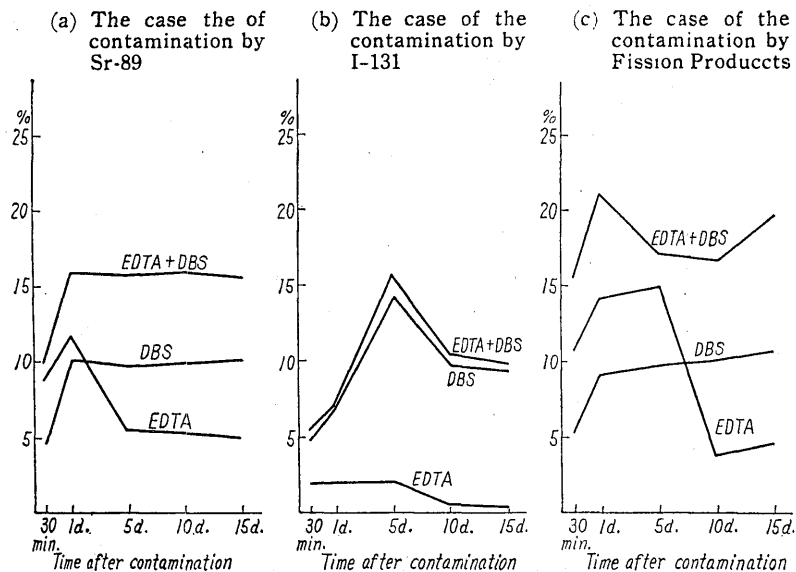 (a) The case the of
contamination by
Sr-89
%
25
20
15
10
5
EDTA+DBS
DBS
EDTA
30 1d. 5d. 10d. 15d.
min.
Time after contamination
(b) The case of the
contamination by
I-131
%
25
20
15
10
5
EDTA+DBS
DBS
EDTA
30 1d. 5d. 10d. 15d.
min.
Time after contamination
(c) The case of the
contamination by
Fission Produccts
%
25
20
15
10
5
EDTA+DBS
DBS
EDTA
30 1d. 5d. 10d. 15d.
min.
Time after contamination